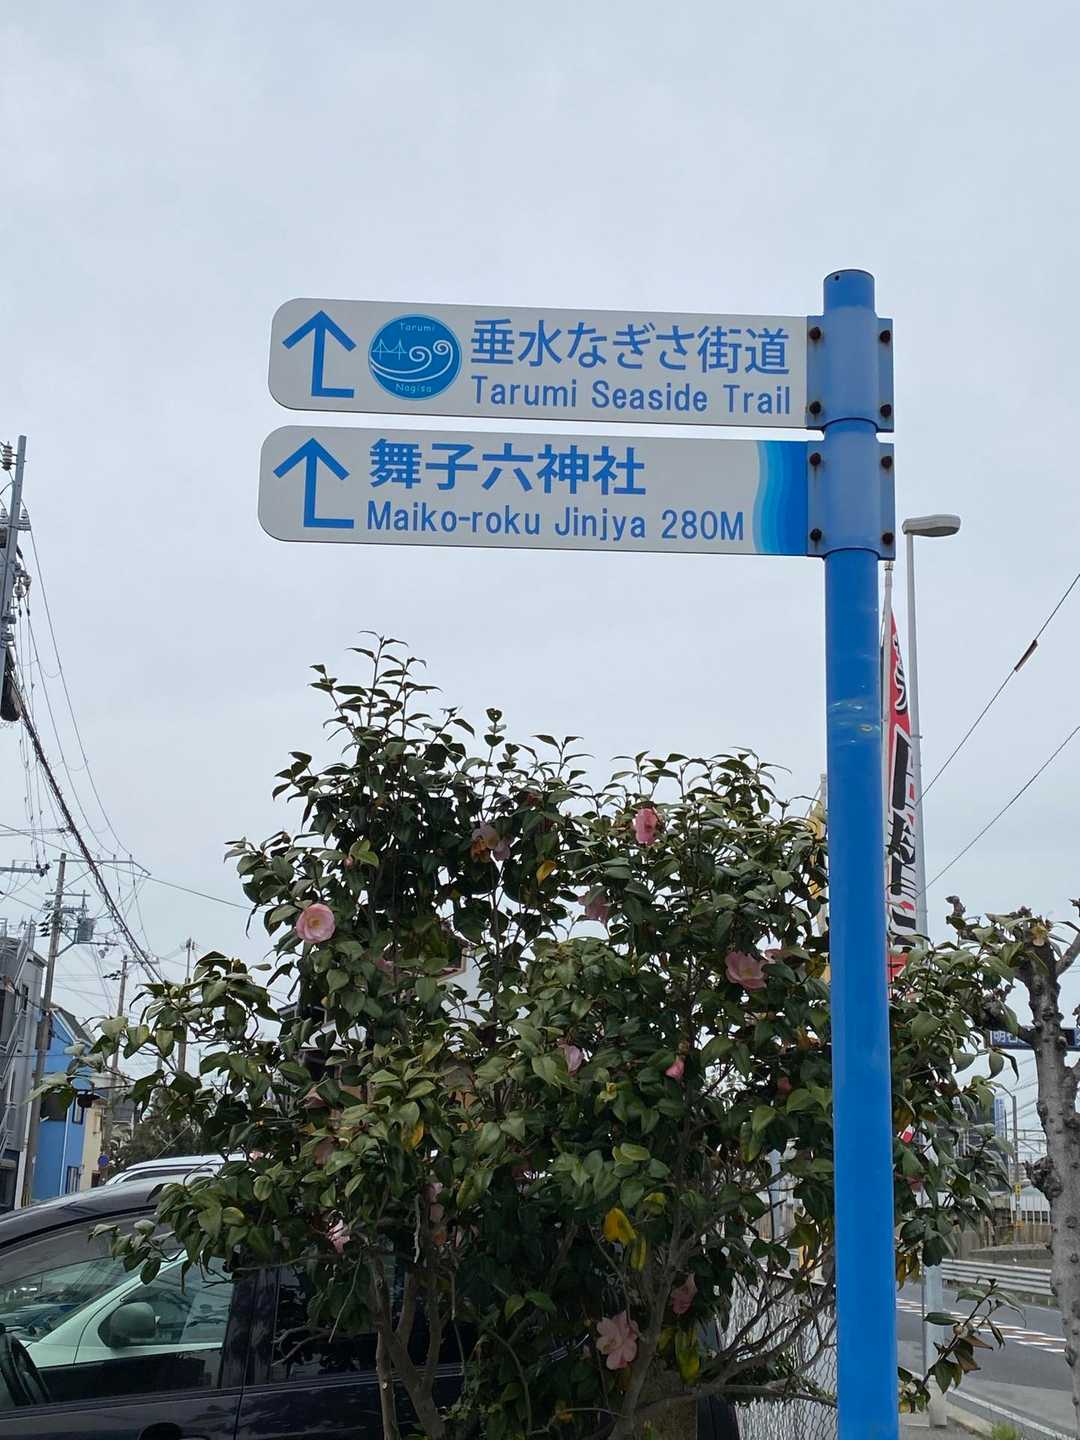 Tarumi
Nagisa
垂水なぎさ街道
Tarumi Seaside Trail
舞子六神社
Maiko-roku Jinjya 280M